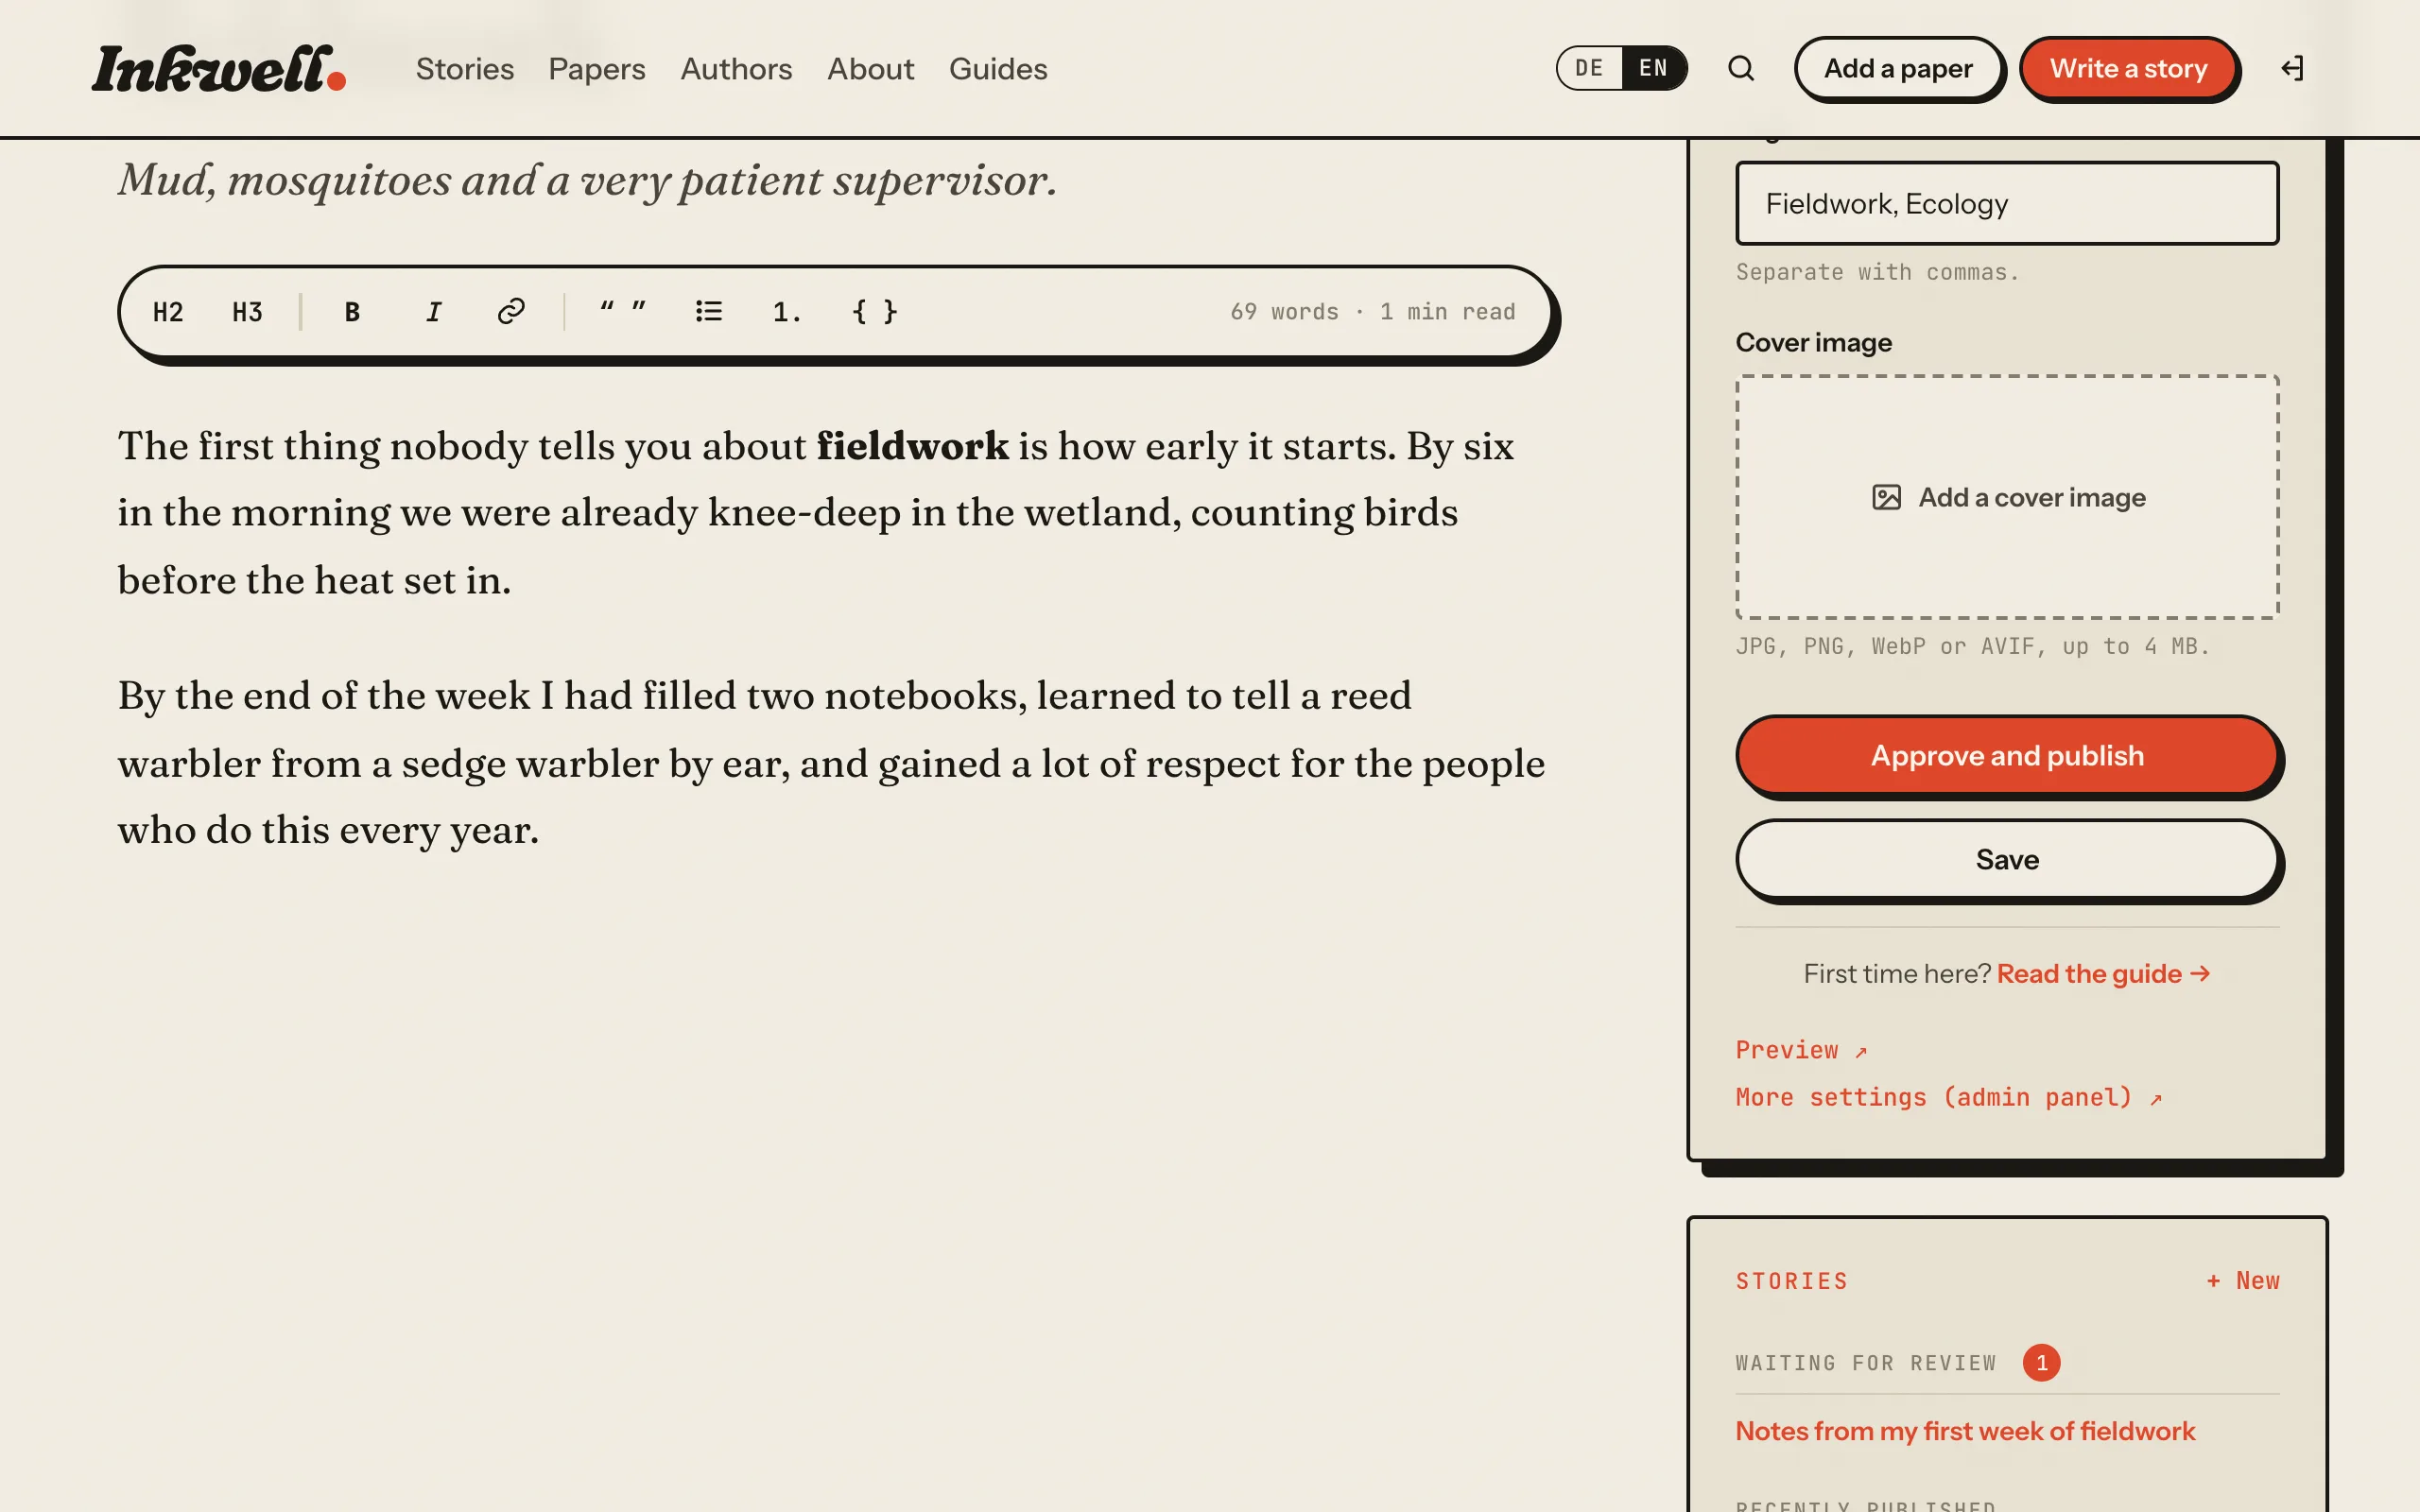 Inkwell.
Stories
Papers
Authors
About
Guides
DE
EN
Add a paper
Write a story
Mud, mosquitoes and a very patient supervisor.
H2
H3
B
I
“ ”
1.
{ }
69 words · 1 min read
The first thing nobody tells you about fieldwork is how early it starts. By six
in the morning we were already knee-deep in the wetland, counting birds
before the heat set in.
By the end of the week I had filled two notebooks, learned to tell a reed
warbler from a sedge warbler by ear, and gained a lot of respect for the people
who do this every year.
Fieldwork, Ecology
Separate with commas.
Cover image
Add a cover image
JPG, PNG, WebP or AVIF, up to 4 MB.
Approve and publish
Save
First time here? Read the guide →
Preview ↗
More settings (admin panel) ↗
STORIES
+ New
WAITING FOR REVIEW 1
Notes from my first week of fieldwork
RECENTLY PUBLISHED